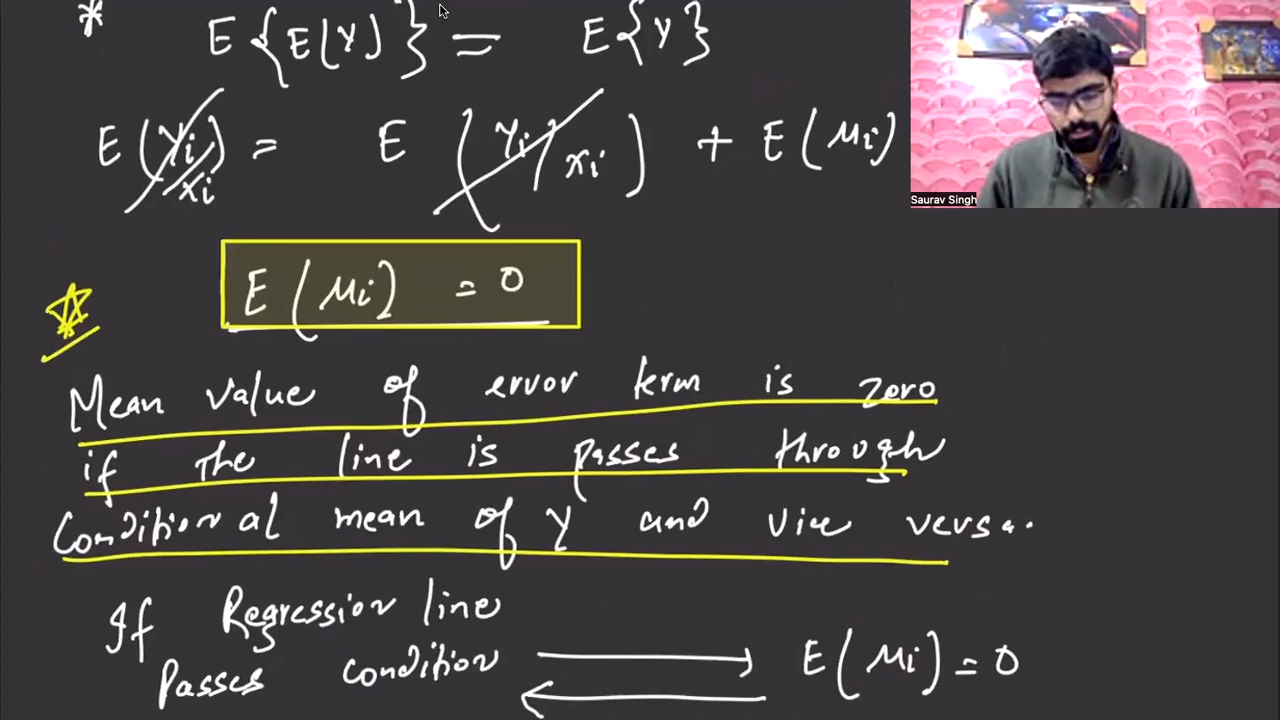 * E{E(Y)} = E{Y}
E(Yi/xi) = E(Yi/xi) + E(μi)
Saurav Singh
E(μi) = 0
Mean value of error term is zero
if the line is passes through
Conditional mean of Y and vice versa.
If Regression line
Passes condition E(μi) = 0